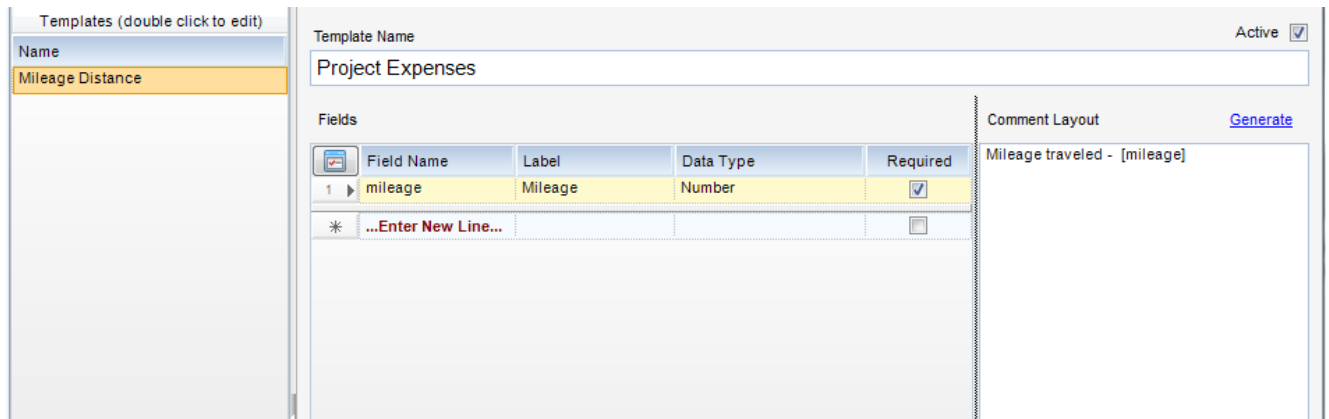 Templates (double click to edit)
Name
Mileage Distance
Template Name
Active
Project Expenses
Fields
Field Name Label Data Type Required
1 mileage Mileage Number
...Enter New Line...
Comment Layout Generate
Mileage traveled - [mileage]